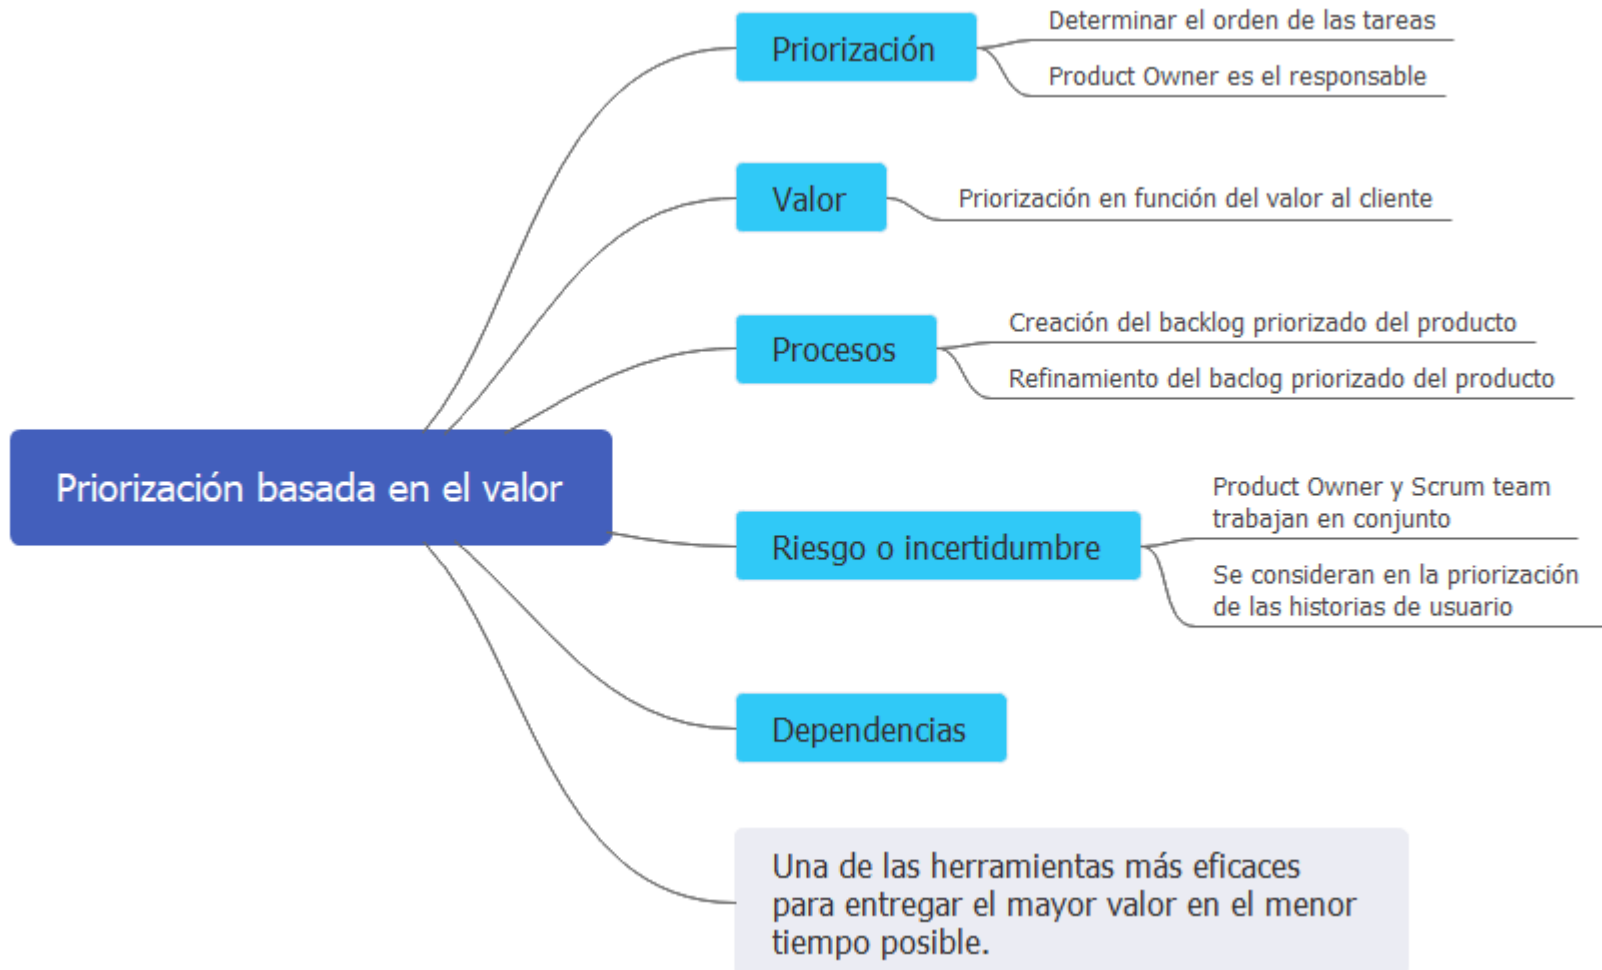 Priorización
Determinar el orden de las tareas
Product Owner es el responsable
Valor
Priorización en función del valor al cliente
Procesos
Creación del backlog priorizado del producto
Refinamiento del baclog priorizado del producto
Priorización basada en el valor
Riesgo o incertidumbre
Product Owner y Scrum team
trabajan en conjunto
Se consideran en la priorización
de las historias de usuario
Dependencias
Una de las herramientas más eficaces
para entregar el mayor valor en el menor
tiempo posible.